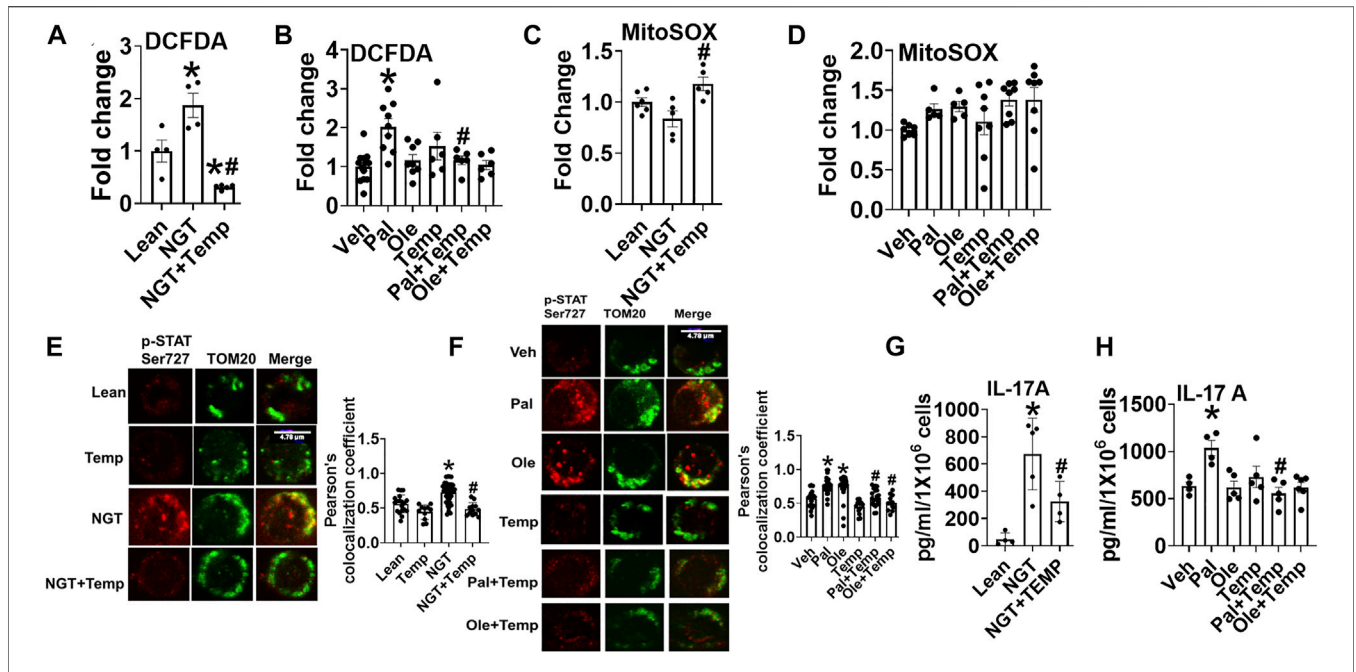 A
DCFDA
Fold change
3
2
1
0
Lean
NGT
NGT+Temp
*
*#
B
DCFDA
Fold change
5
4
3
2
1
0
Veh
Pal
Ole
Temp
Pal+Temp
Ole+Temp
*
#
C
MitoSOX
Fold Change
1.5
1.0
0.5
0.0
Lean
NGT
NGT+Temp
#
D
MitoSOX
Fold change
2.0
1.5
1.0
0.5
0.0
Veh
Pal
Ole
Temp
Pal+Temp
Ole+Temp
E
p-STAT
Ser727
TOM20
Merge
Lean
Temp
NGT
NGT+Temp
4.78 µm
Pearson's
colocalization coefficient
1.5
1.0
0.5
0.0
Lean
Temp
NGT
NGT+Temp
*
#
F
p-STAT
Ser727
TOM20
Merge
4.78 µm
Veh
Pal
Ole
Temp
Pal+Temp
Ole+Temp
Pearson's
colocalization coefficient
1.5
1.0
0.5
0.0
Veh
Pal
Ole
Temp
Pal+Temp
Ole+Temp
*
*
#
#
G
IL-17A
pg/ml/1X10⁶ cells
1000
800
600
400
200
0
Lean
NGT
NGT+TEMP
*
#
H
IL-17 A
pg/ml/1X10⁶ cells
1500
1000
500
0
Veh
Pal
Ole
Temp
Pal+Temp
Ole+Temp
*
#